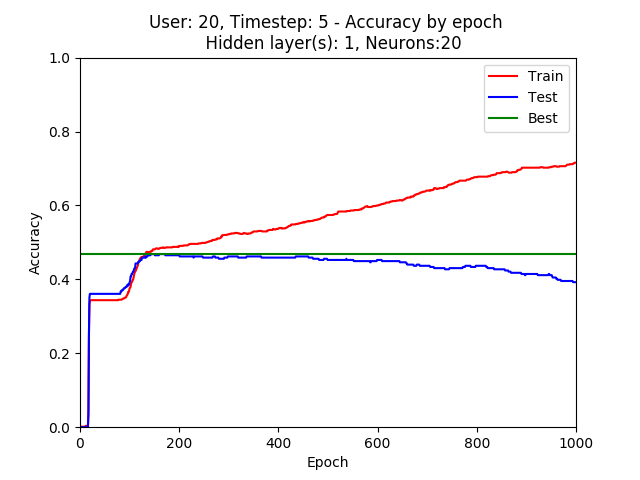 User: 20, Timestep: 5 - Accuracy by epoch
Hidden layer(s): 1, Neurons:20
1.0
0.8
0.6
0.4
0.2
0.0
Accuracy
Train
Test
Best
0 200 400 600 800 1000
Epoch